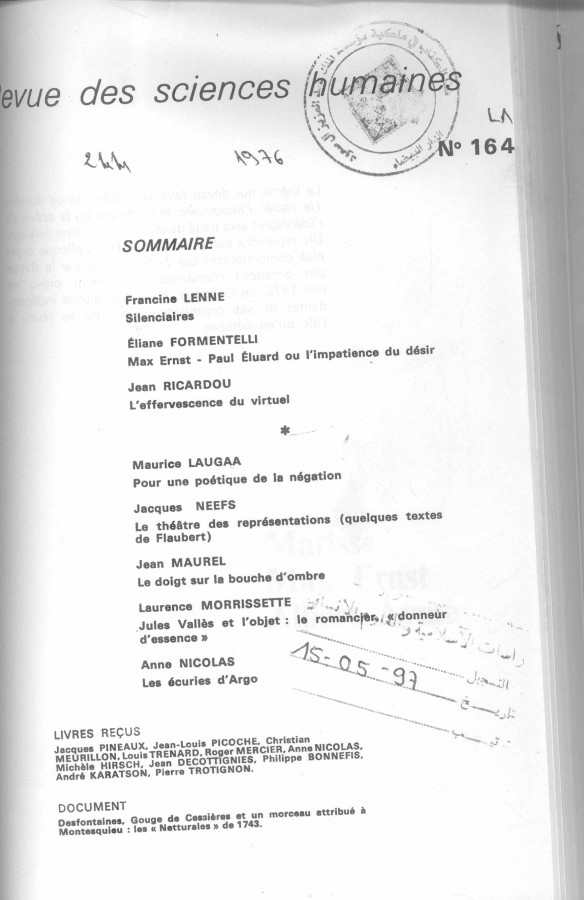 Revue des sciences humaines
LA
244 1976 N° 164
SOMMAIRE
Francine LENNE
Silenciaires
Éliane FORMENTELLI
Max Ernst - Paul Éluard ou l'impatience du désir
Jean RICARDOU
L'effervescence du virtuel
*
Maurice LAUGAA
Pour une poétique de la négation
Jacques NEEFS
Le théâtre des représentations (quelques textes
de Flaubert)
Jean MAUREL
Le doigt sur la bouche d'ombre
Laurence MORRISSETTE
Jules Vallès et l'objet : le romancier, « donneur
d'essence »
Anne NICOLAS
Les écuries d'Argo
التسجيل
15-05-97
تاريخ
LIVRES REÇUS
Jacques PINEAUX, Jean-Louis PICOCHE, Christian
MEURILLON, Louis TRENARD, Roger MERCIER, Anne NICOLAS,
Michèle HIRSCH, Jean DECOTTIGNIES, Philippe BONNEFIS,
André KARATSON, Pierre TROTIGNON.
DOCUMENT
Desfontaines, Gouge de Cessières et un morceau attribué à
Montesquieu : les « Netturales » de 1743.